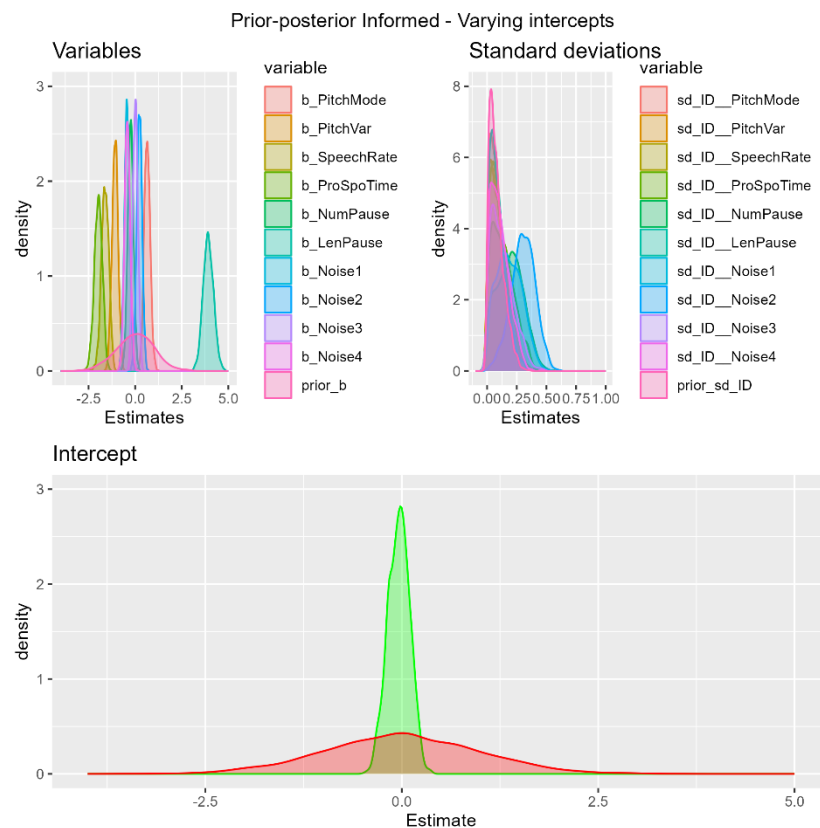 Prior-posterior Informed - Varying intercepts
Variables
variable
b_PitchMode
b_PitchVar
b_SpeechRate
b_ProSpoTime
b_NumPause
b_LenPause
b_Noise1
b_Noise2
b_Noise3
b_Noise4
prior_b
density
3
2
1
0
-2.5 0.0 2.5 5.0
Estimates
Standard deviations
variable
sd_ID__PitchMode
sd_ID__PitchVar
sd_ID__SpeechRate
sd_ID__ProSpoTime
sd_ID__NumPause
sd_ID__LenPause
sd_ID__Noise1
sd_ID__Noise2
sd_ID__Noise3
sd_ID__Noise4
prior_sd_ID
density
8
6
4
2
0
0.00 0.25 0.50 0.75 1.00
Estimates
Intercept
density
3
2
1
0
-2.5 0.0 2.5 5.0
Estimate